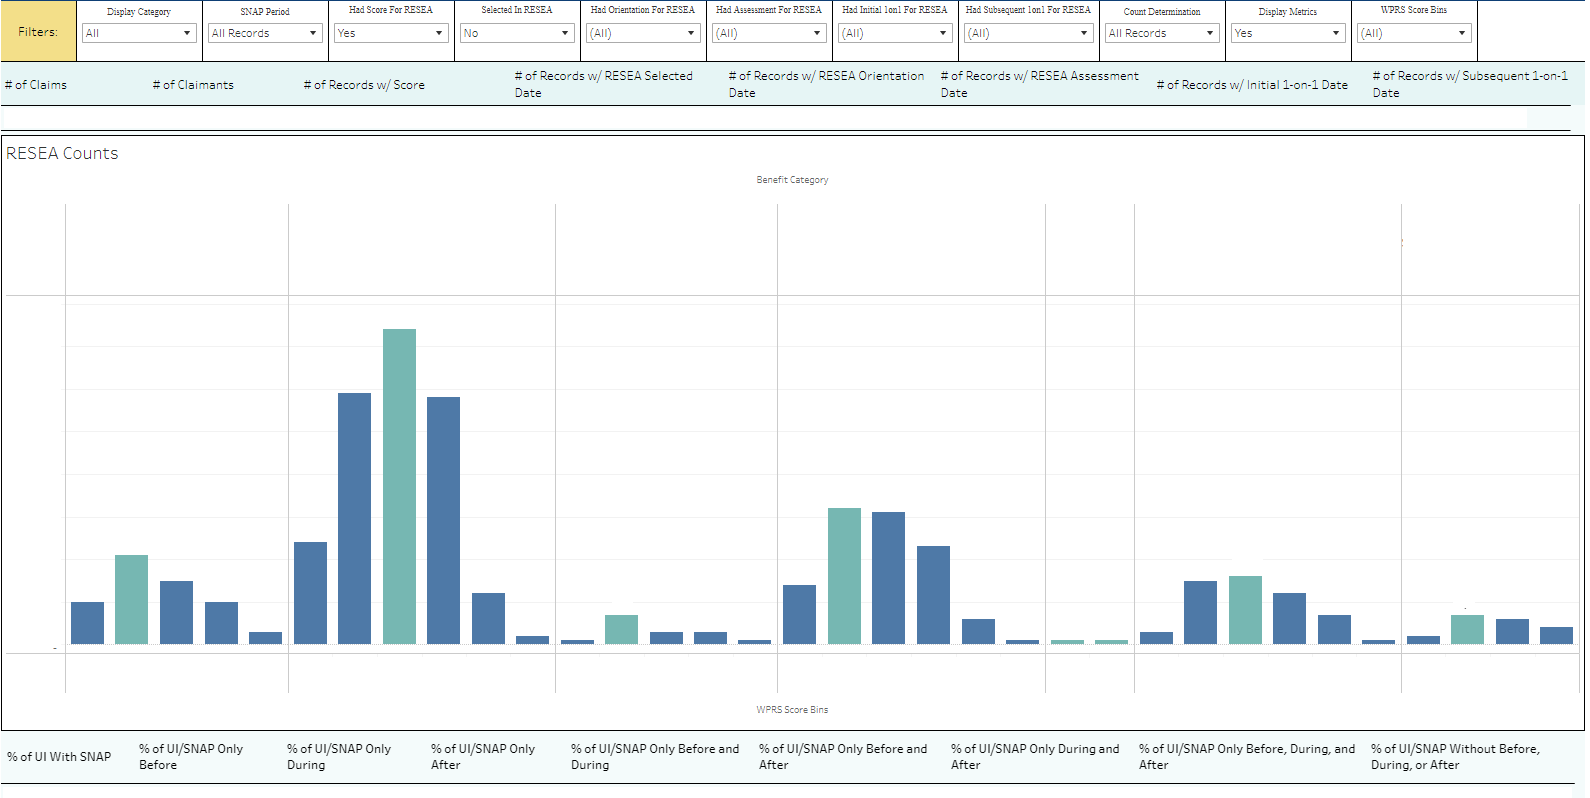 Filters:
Display Category
All
SNAP Period
All Records
Had Score For RESEA
Yes
Selected In RESEA
No
Had Orientation For RESEA
(All)
Had Assessment For RESEA
(All)
Had Initial 1on1 For RESEA
(All)
Had Subsequent 1on1 For RESEA
(All)
Count Determination
All Records
Display Metrics
Yes
WPRS Score Bins
(All)
# of Claims
# of Claimants
# of Records w/ Score
# of Records w/ RESEA Selected
Date
# of Records w/ RESEA Orientation
Date
# of Records w/ RESEA Assessment
Date
# of Records w/ Initial 1-on-1 Date
# of Records w/ Subsequent 1-on-1
Date
RESEA Counts
Benefit Category
WPRS Score Bins
% of UI With SNAP
% of UI/SNAP Only
Before
% of UI/SNAP Only
During
% of UI/SNAP Only
After
% of UI/SNAP Only Before and
During
% of UI/SNAP Only Before and
After
% of UI/SNAP Only During and
After
% of UI/SNAP Only Before, During, and
After
% of UI/SNAP Without Before,
During, or After